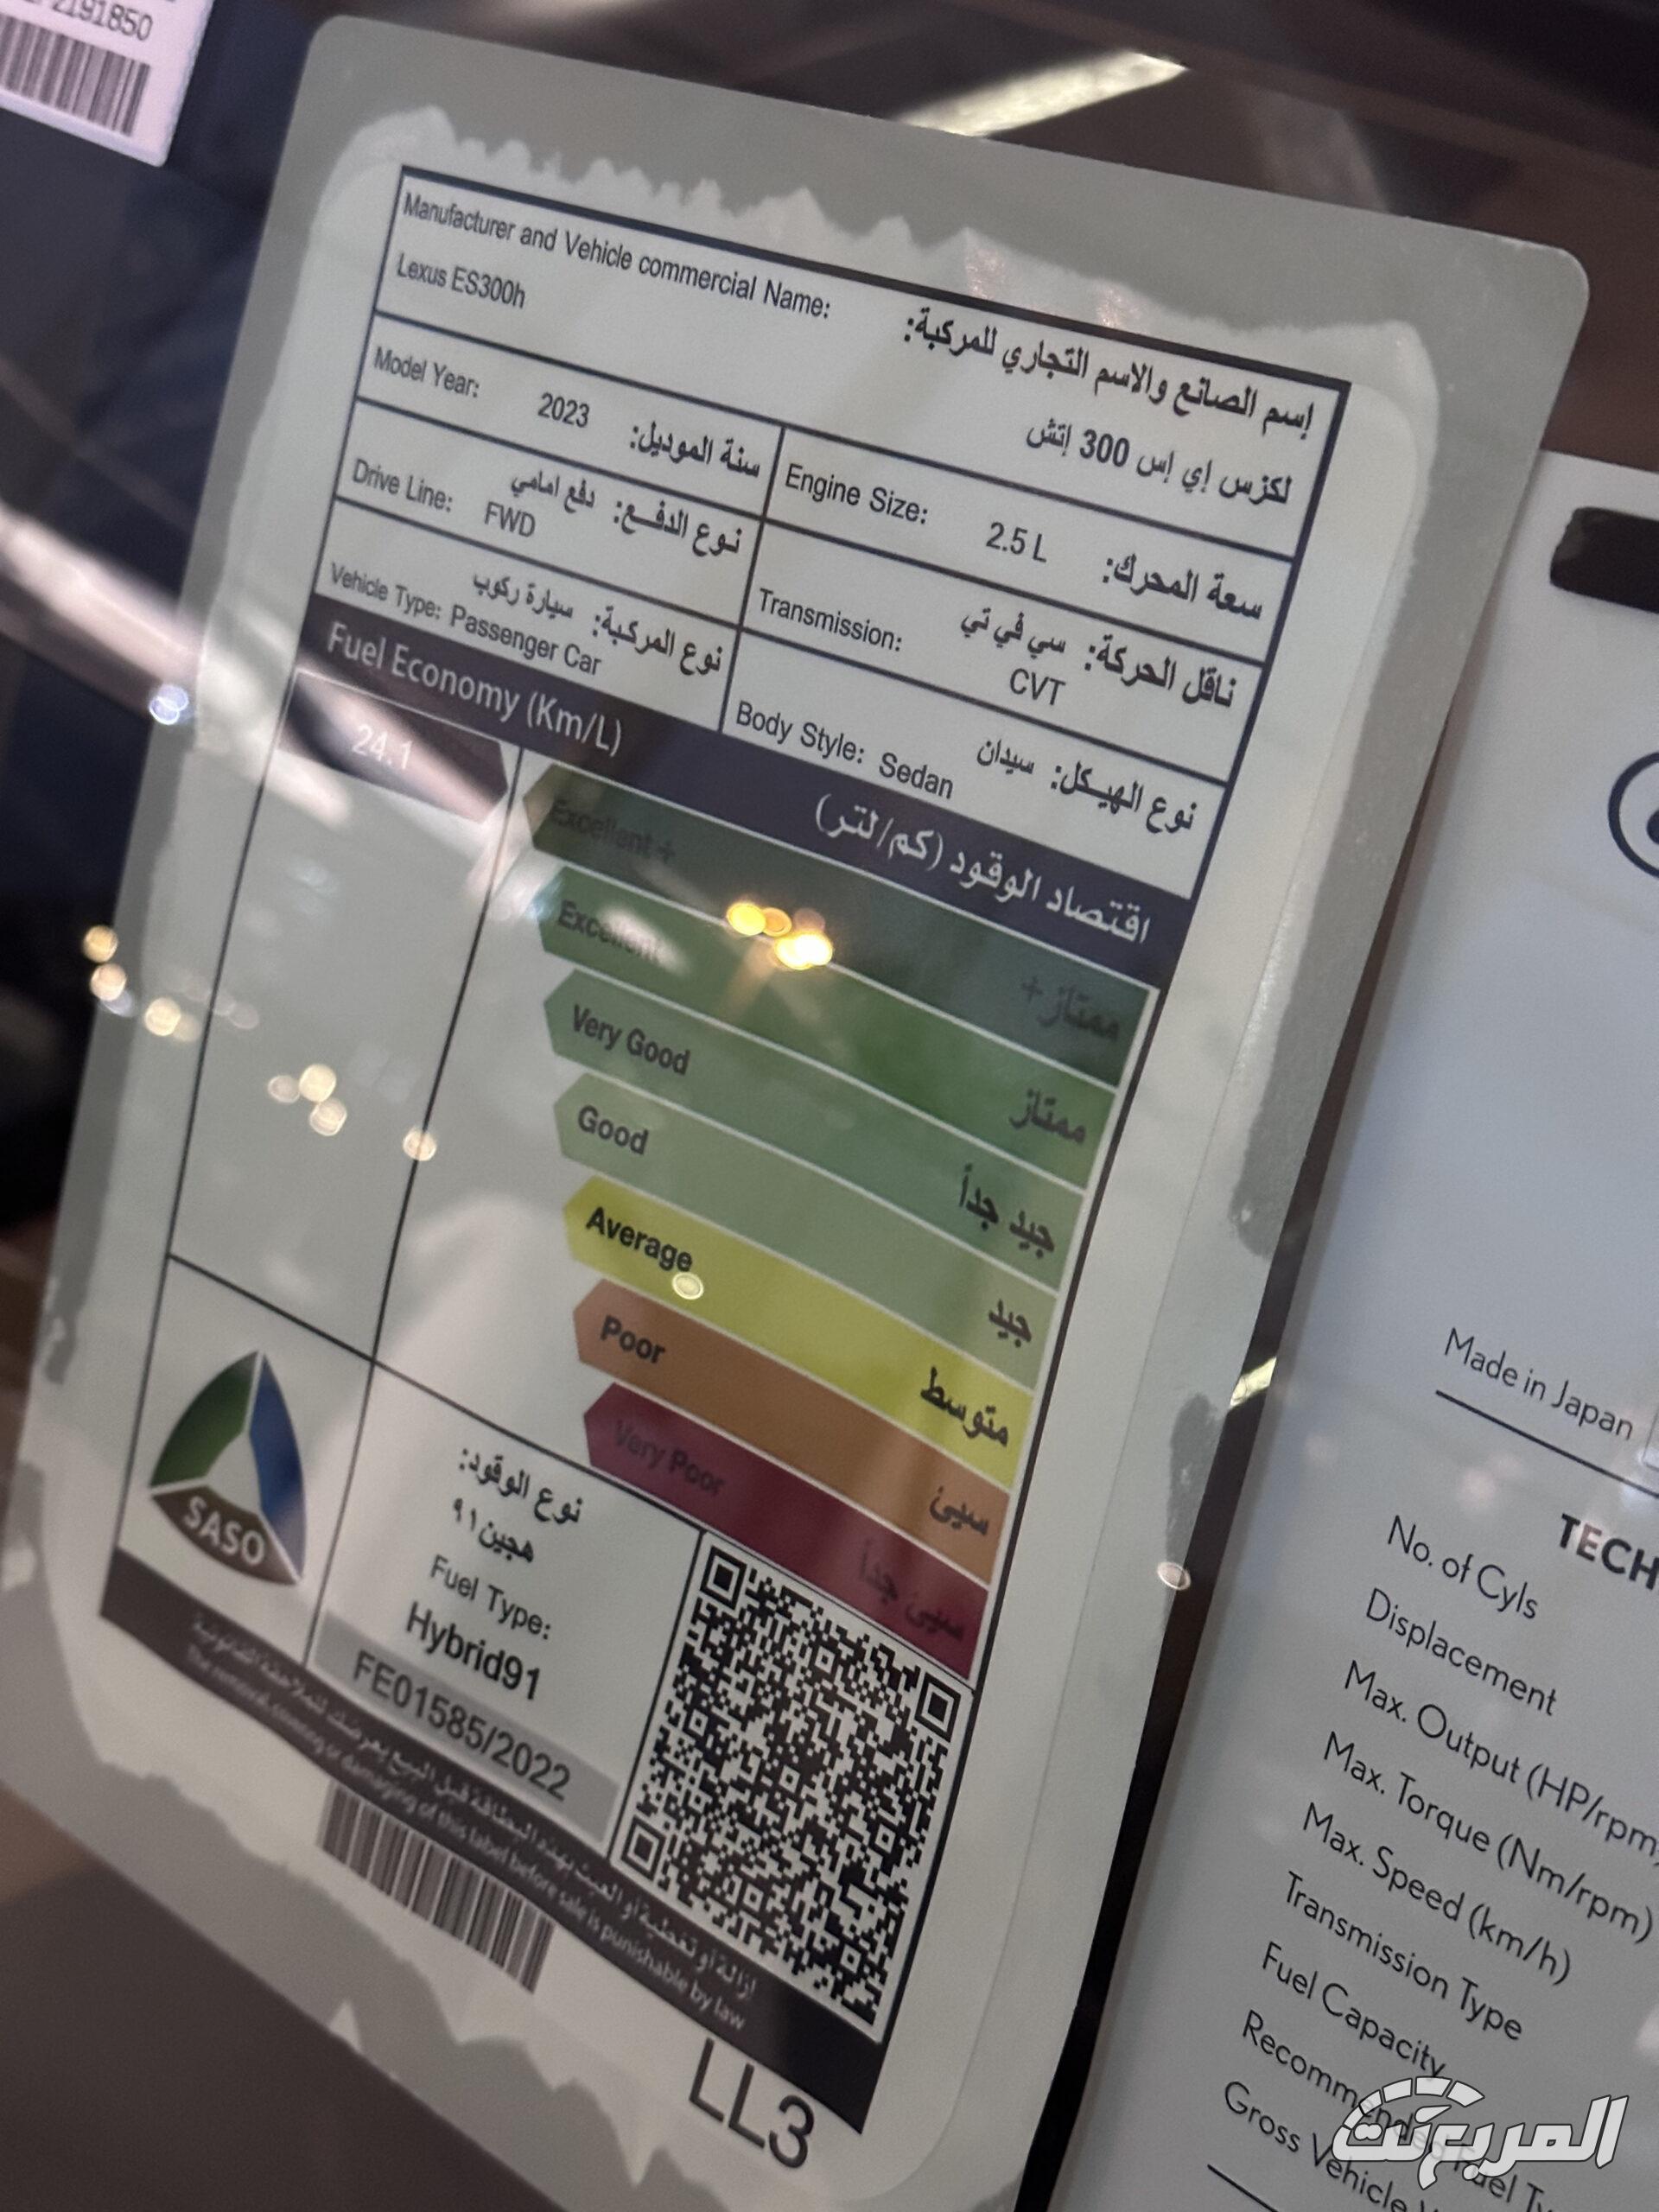 2191850
Manufacturer and Vehicle commercial Name:
إسم الصانع والاسم التجاري للمركبة:
Lexus ES300h
لكزس إي إس 300 إتش
Model Year: 2023 سنة الموديل:
Engine Size: 2.5 L سعة المحرك:
Drive Line: FWD نوع الدفع: دفع امامي
Transmission: CVT ناقل الحركة: سي في تي
Vehicle Type: Passenger Car نوع المركبة: سيارة ركوب
Body Style: Sedan نوع الهيكل: سيدان
Fuel Economy (Km/L) اقتصاد الوقود (كم/لتر)
24.1
Excellent + ممتاز +
Excellent ممتاز
Very Good جيد جداً
Good جيد
Average متوسط
Poor سيئ
Very Poor سيئ جداً
SASO
نوع الوقود:
هجين ٩١
Fuel Type:
Hybrid91
FE01585/2022
إزالة أو تغطية أو العبث بهذه البطاقة قبل البيع يعرضك للملاحقة القانونية
The removal, covering or damaging of this label before sale is punishable by law
LL3
Made in Japan
TECH
No. of Cyls
Displacement
Max. Output (HP/rpm)
Max. Torque (Nm/rpm)
Max. Speed (km/h)
Transmission Type
Fuel Capacity
Recommended Fuel Ty
Gross Vehicle
المربع نت